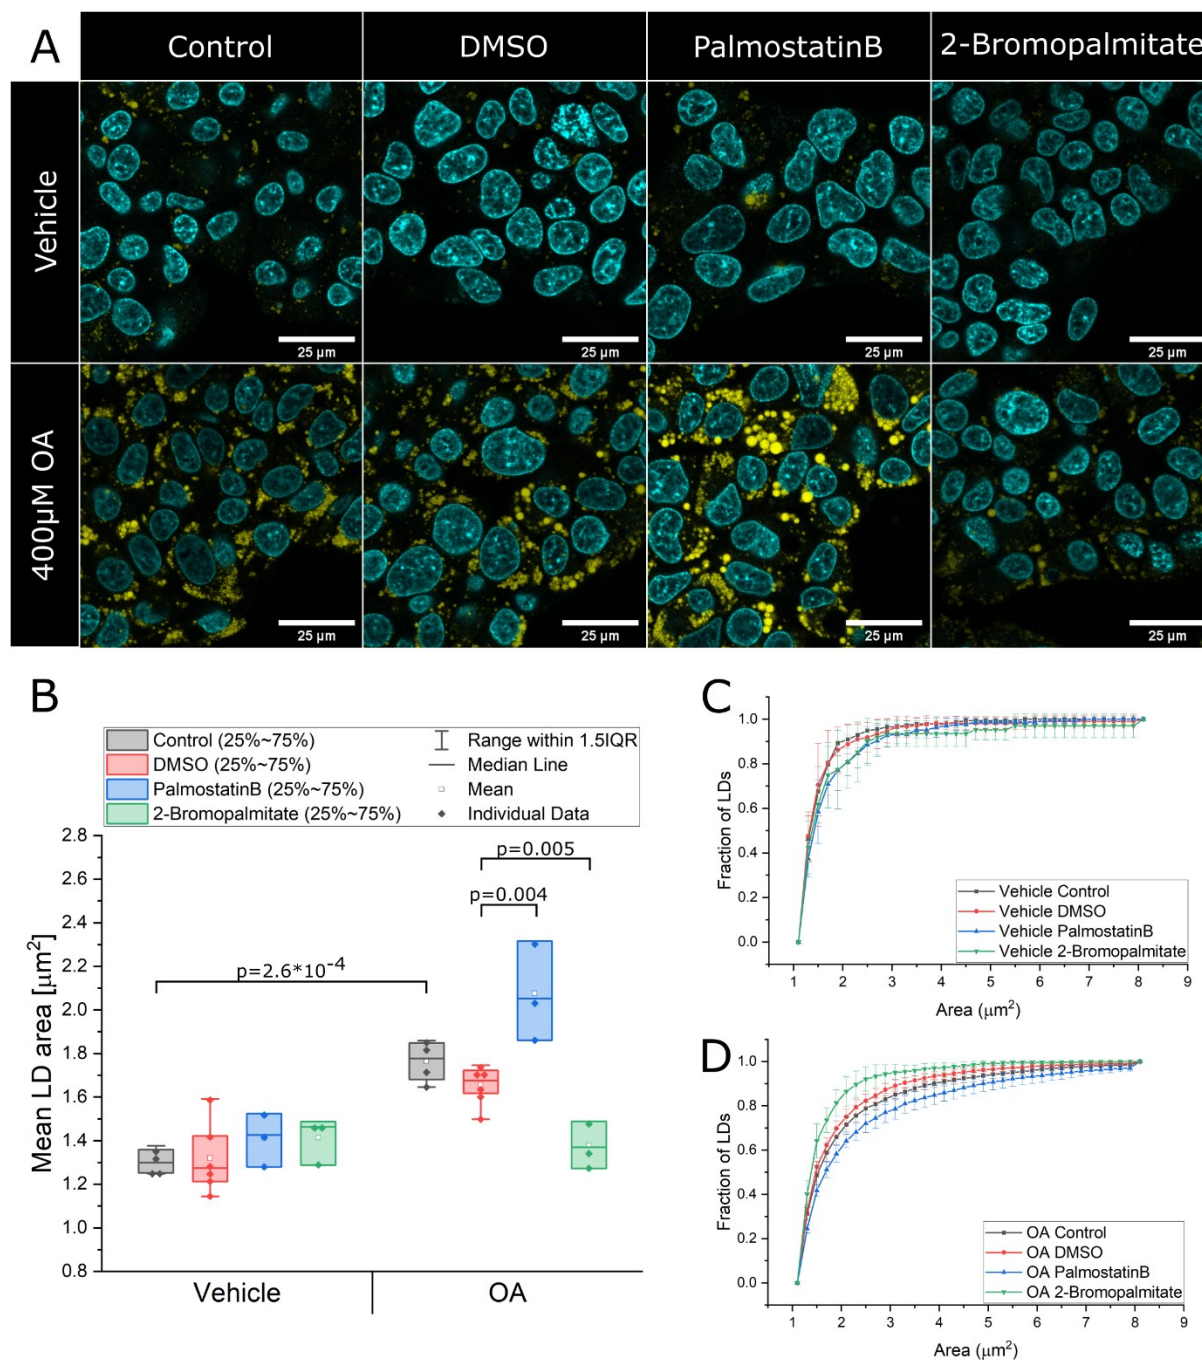 A
Control
DMSO
PalmostatinB
2-Bromopalmitate
Vehicle
25 µm
25 µm
25 µm
25 µm
400µM OA
25 µm
25 µm
25 µm
25 µm
B
Control (25%~75%)
DMSO (25%~75%)
PalmostatinB (25%~75%)
2-Bromopalmitate (25%~75%)
Range within 1.5IQR
Median Line
Mean
Individual Data
Mean LD area [µm²]
2.8
2.6
2.4
2.2
2.0
1.8
1.6
1.4
1.2
1.0
0.8
p=0.005
p=0.004
p=2.6*10⁻⁴
Vehicle
OA
C
Fraction of LDs
1.0
0.8
0.6
0.4
0.2
0.0
Vehicle Control
Vehicle DMSO
Vehicle PalmostatinB
Vehicle 2-Bromopalmitate
1 2 3 4 5 6 7 8 9
Area (µm²)
D
Fraction of LDs
1.0
0.8
0.6
0.4
0.2
0.0
OA Control
OA DMSO
OA PalmostatinB
OA 2-Bromopalmitate
1 2 3 4 5 6 7 8 9
Area (µm²)